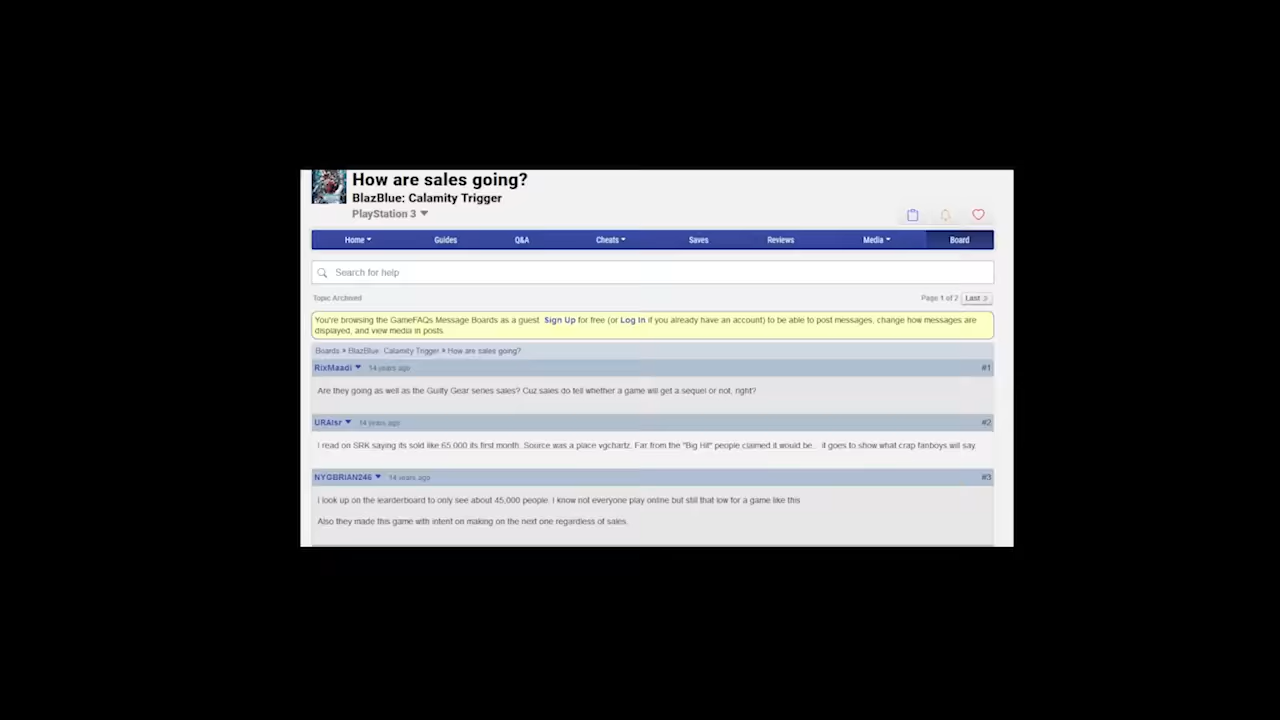 How are sales going?
BlazBlue: Calamity Trigger
PlayStation 3
Home
Guides
Q&A
Cheats
Saves
Reviews
Media
Board
Search for help
Topic Archived
Page 1 of 2
Last
You're browsing the GameFAQs Message Boards as a guest. Sign Up for free (or Log In if you already have an account) to be able to post messages, change how messages are
displayed, and view media in posts.
Boards » BlazBlue: Calamity Trigger » How are sales going?
RixMaadi 14 years ago #1
Are they going as well as the Guilty Gear series sales? Cuz sales do tell whether a game will get a sequel or not, right?
URAlsr 14 years ago #2
I read on SRK saying its sold like 65,000 its first month. Source was a place vgchartz. Far from the "Big Hit" people claimed it would be... it goes to show what crap fanboys will say.
NYGBRIAN246 14 years ago #3
I look up on the learderboard to only see about 45,000 people. I know not everyone play online but still that low for a game like this
Also they made this game with intent on making on the next one regardless of sales.